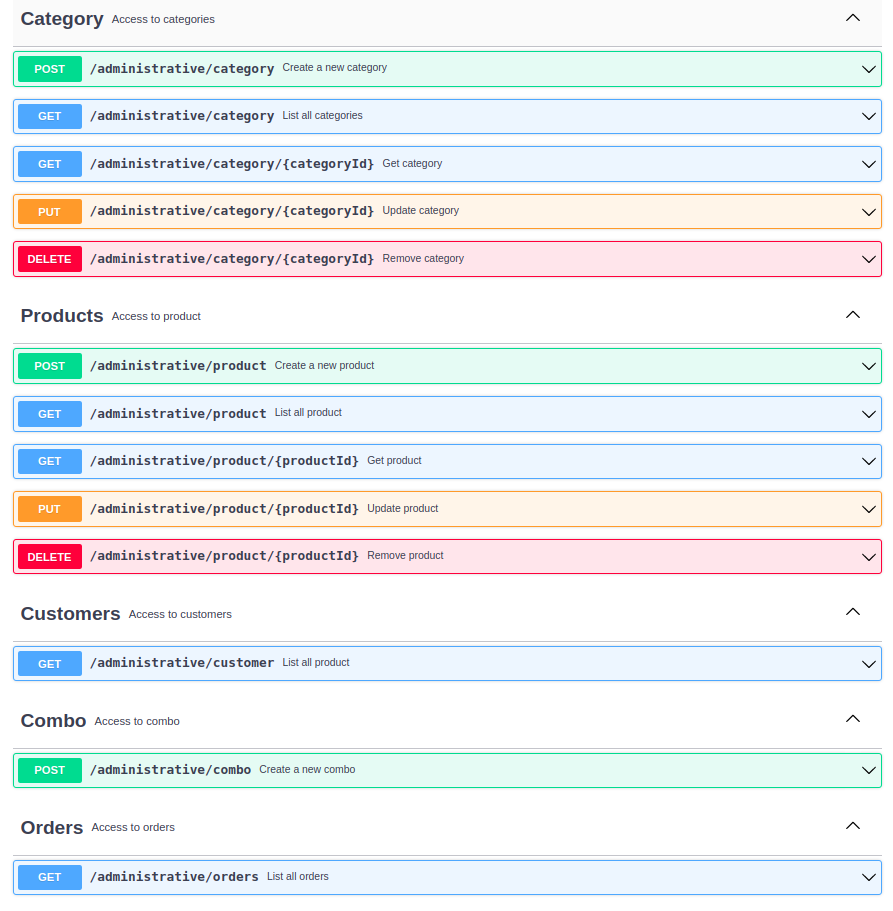 Category Access to categories
POST /administrative/category Create a new category
GET /administrative/category List all categories
GET /administrative/category/{categoryId} Get category
PUT /administrative/category/{categoryId} Update category
DELETE /administrative/category/{categoryId} Remove category
Products Access to product
POST /administrative/product Create a new product
GET /administrative/product List all product
GET /administrative/product/{productId} Get product
PUT /administrative/product/{productId} Update product
DELETE /administrative/product/{productId} Remove product
Customers Access to customers
GET /administrative/customer List all product
Combo Access to combo
POST /administrative/combo Create a new combo
Orders Access to orders
GET /administrative/orders List all orders